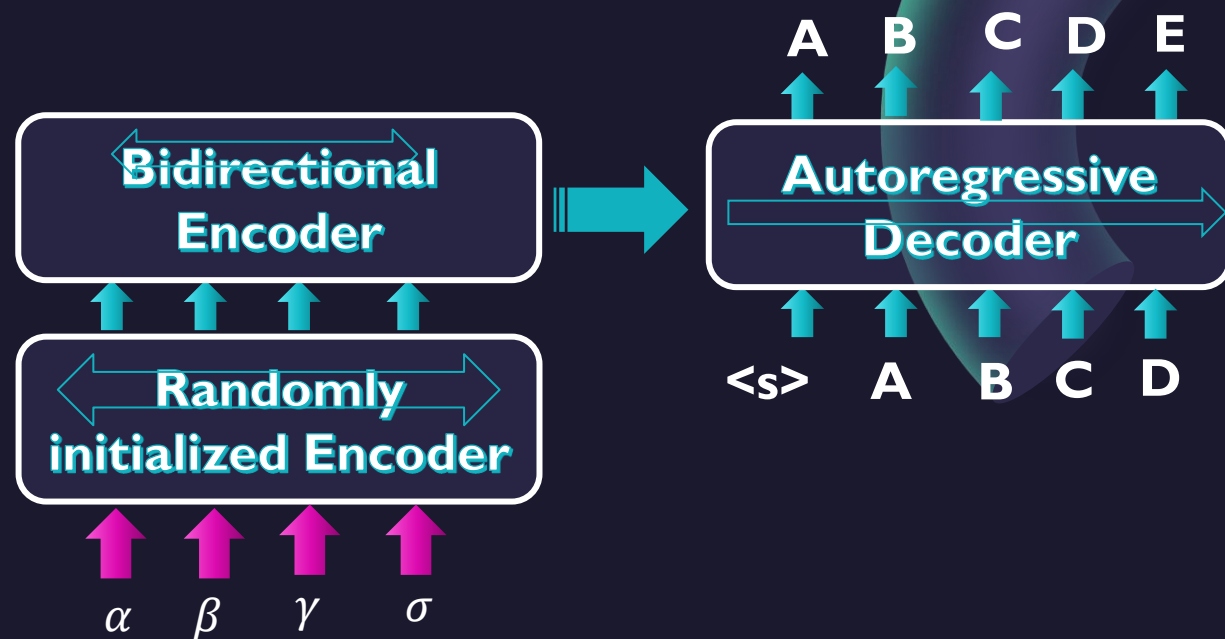 A B C D E
Bidirectional
Encoder
Autoregressive
Decoder
Randomly
initialized Encoder
<s> A B C D
α β γ σ